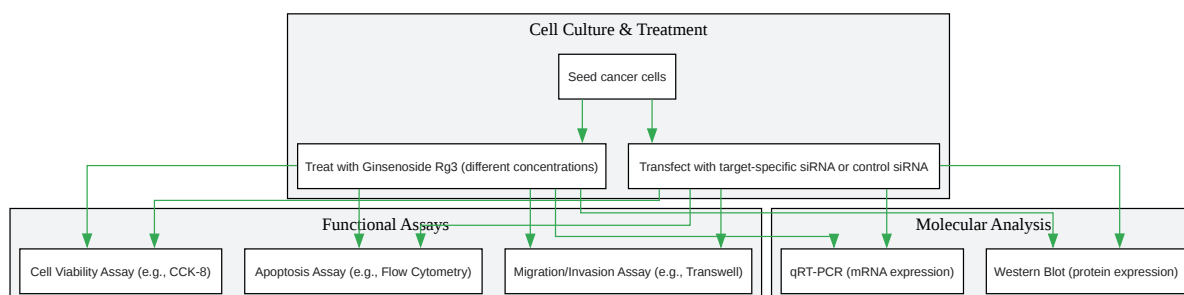 Cell Culture & Treatment
Seed cancer cells
Treat with Ginsenoside Rg3 (different concentrations)
Transfect with target-specific siRNA or control siRNA
Functional Assays
Molecular Analysis
Cell Viability Assay (e.g., CCK-8)
Apoptosis Assay (e.g., Flow Cytometry)
Migration/Invasion Assay (e.g., Transwell)
qRT-PCR (mRNA expression)
Western Blot (protein expression)